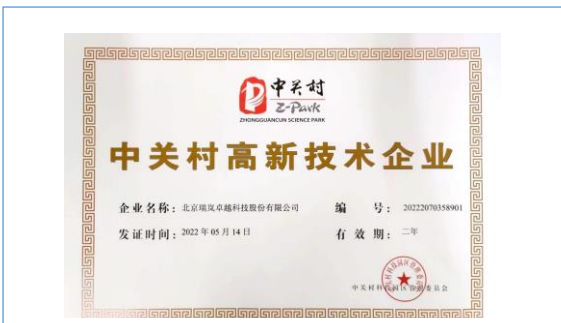 中关村
Z-Park
ZHONGGUANCUN SCIENCE PARK
中关村高新技术企业
企业名称：北京瑞岚卓越科技股份有限公司 编 号：20222070358901
发证时间：2022年05月14日 有 效 期：二年
中关村科技园区管理委员会